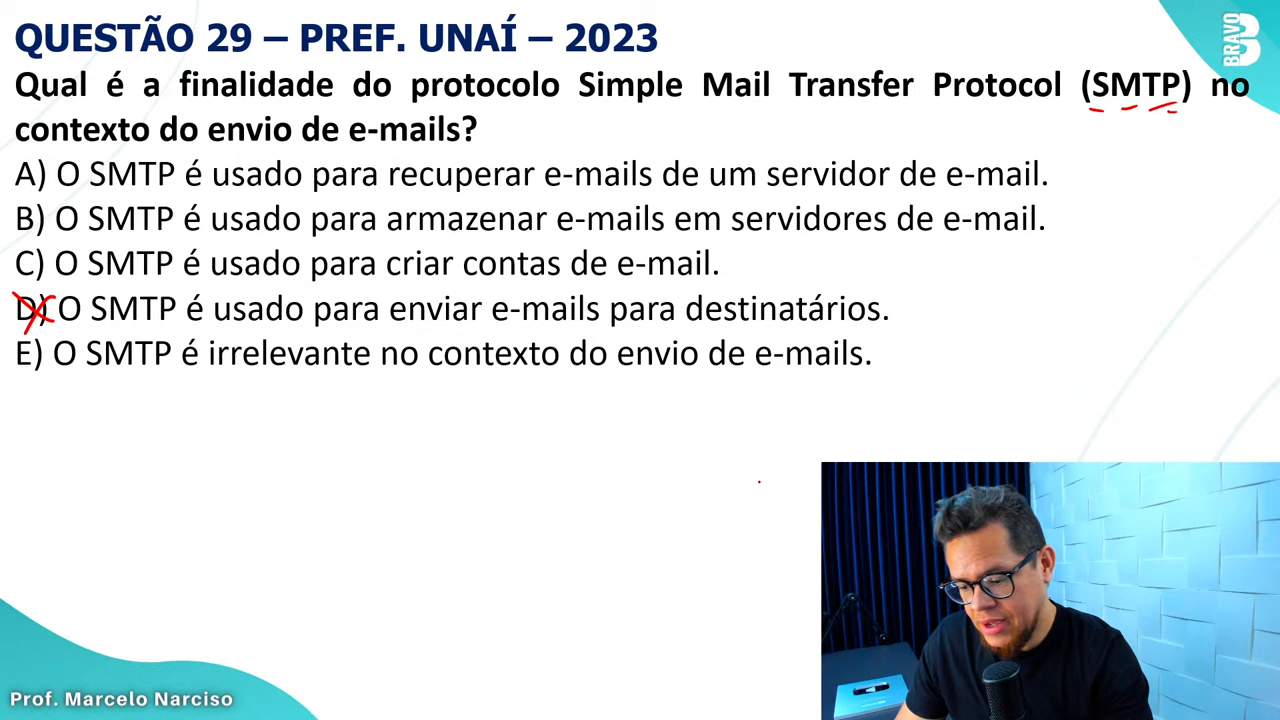 QUESTÃO 29 – PREF. UNAÍ – 2023
BRAVO
Qual é a finalidade do protocolo Simple Mail Transfer Protocol (SMTP) no
contexto do envio de e-mails?
A) O SMTP é usado para recuperar e-mails de um servidor de e-mail.
B) O SMTP é usado para armazenar e-mails em servidores de e-mail.
C) O SMTP é usado para criar contas de e-mail.
D) O SMTP é usado para enviar e-mails para destinatários.
E) O SMTP é irrelevante no contexto do envio de e-mails.
Prof. Marcelo Narciso